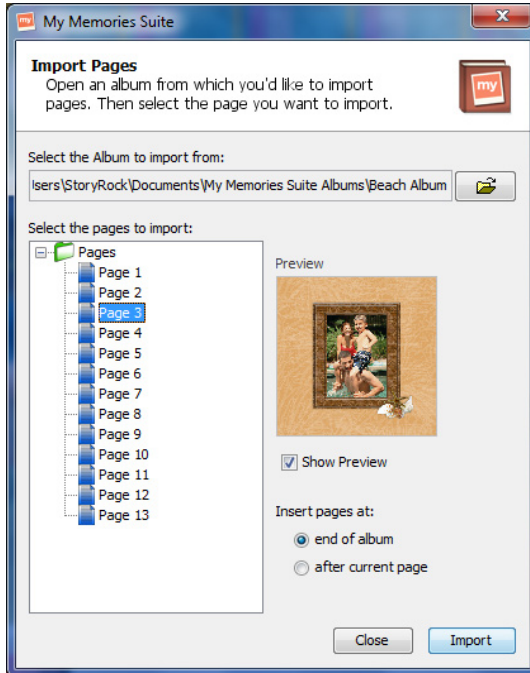 my My Memories Suite
Import Pages
Open an album from which you'd like to import
pages. Then select the page you want to import.
my
Select the Album to import from:
lsers\StoryRock\Documents\My Memories Suite Albums\Beach Album
Select the pages to import:
Pages
Page 1
Page 2
Page 3
Page 4
Page 5
Page 6
Page 7
Page 8
Page 9
Page 10
Page 11
Page 12
Page 13
Preview
Show Preview
Insert pages at:
end of album
after current page
Close Import